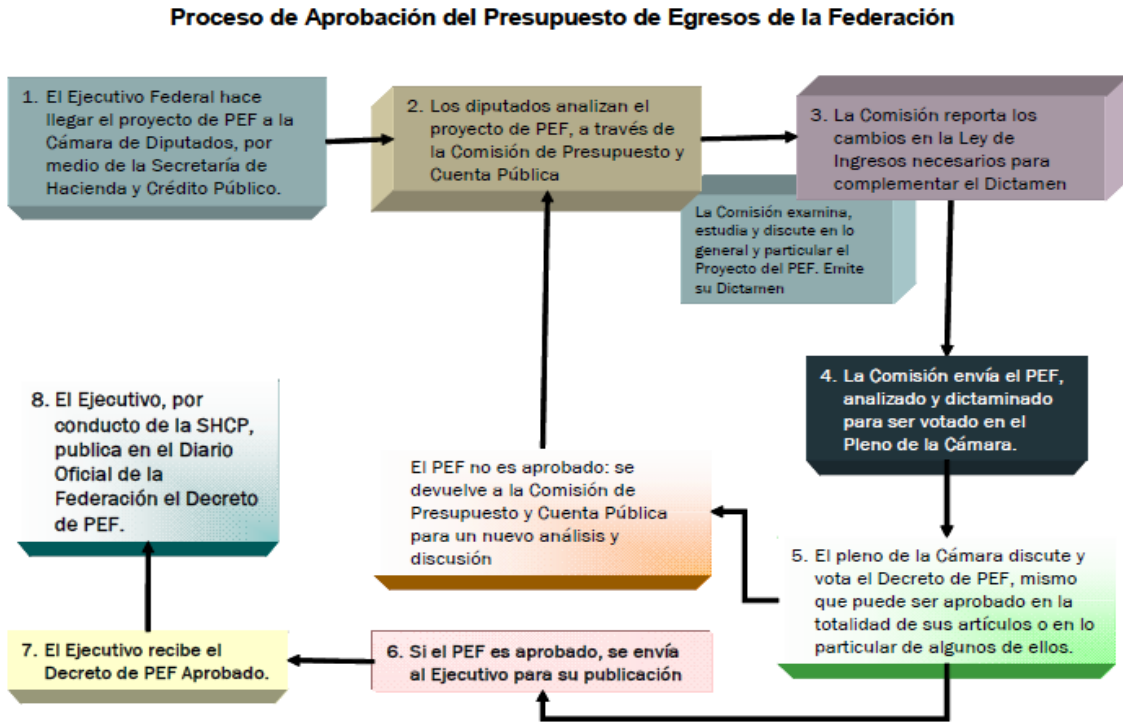 Proceso de Aprobación del Presupuesto de Egresos de la Federación
1. El Ejecutivo Federal hace
llegar el proyecto de PEF a la
Cámara de Diputados, por
medio de la Secretaría de
Hacienda y Crédito Público.
2. Los diputados analizan el
proyecto de PEF, a través de
la Comisión de Presupuesto y
Cuenta Pública
3. La Comisión reporta los
cambios en la Ley de
Ingresos necesarios para
complementar el Dictamen
La Comisión examina,
estudia y discute en lo
general y particular el
Proyecto del PEF. Emite
su Dictamen
4. La Comisión envía el PEF,
analizado y dictaminado
para ser votado en el
Pleno de la Cámara.
5. El pleno de la Cámara discute y
vota el Decreto de PEF, mismo
que puede ser aprobado en la
totalidad de sus artículos o en lo
particular de algunos de ellos.
El PEF no es aprobado: se
devuelve a la Comisión de
Presupuesto y Cuenta Pública
para un nuevo análisis y
discusión
6. Si el PEF es aprobado, se envía
al Ejecutivo para su publicación
7. El Ejecutivo recibe el
Decreto de PEF Aprobado.
8. El Ejecutivo, por
conducto de la SHCP,
publica en el Diario
Oficial de la
Federación el Decreto
de PEF.